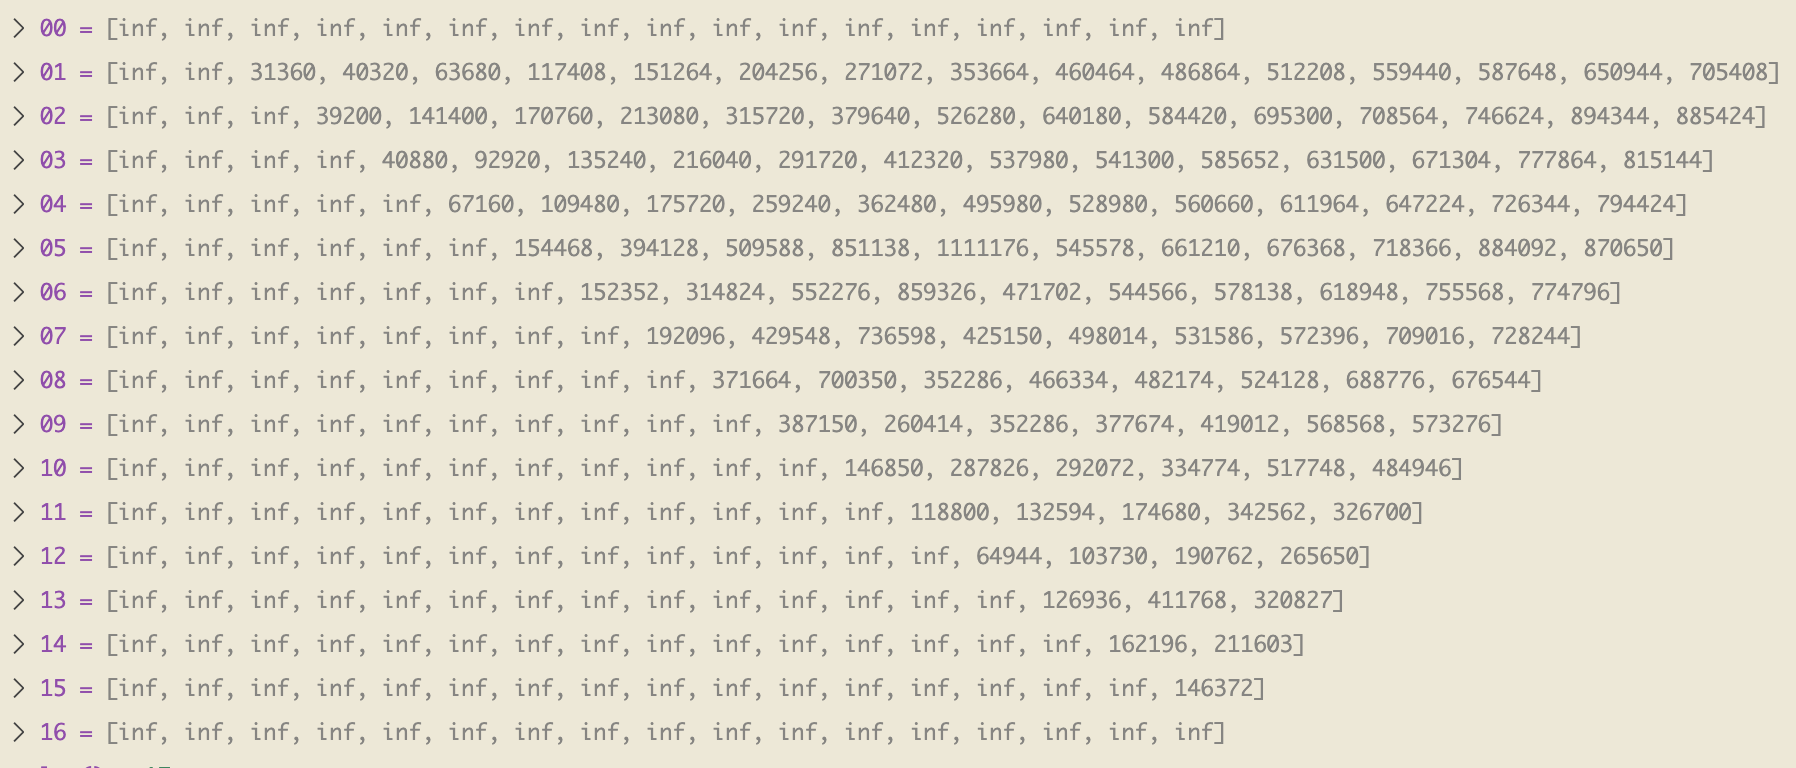 > 00 = [inf, inf, inf, inf, inf, inf, inf, inf, inf, inf, inf, inf, inf, inf, inf, inf, inf]
> 01 = [inf, inf, 31360, 40320, 63680, 117408, 151264, 204256, 271072, 353664, 460464, 486864, 512208, 559440, 587648, 650944, 705408]
> 02 = [inf, inf, inf, 39200, 141400, 170760, 213080, 315720, 379640, 526280, 640180, 584420, 695300, 708564, 746624, 894344, 885424]
> 03 = [inf, inf, inf, inf, 40880, 92920, 135240, 216040, 291720, 412320, 537980, 541300, 585652, 631500, 671304, 777864, 815144]
> 04 = [inf, inf, inf, inf, inf, 67160, 109480, 175720, 259240, 362480, 495980, 528980, 560660, 611964, 647224, 726344, 794424]
> 05 = [inf, inf, inf, inf, inf, inf, 154468, 394128, 509588, 851138, 1111176, 545578, 661210, 676368, 718366, 884092, 870650]
> 06 = [inf, inf, inf, inf, inf, inf, inf, 152352, 314824, 552276, 859326, 471702, 544566, 578138, 618948, 755568, 774796]
> 07 = [inf, inf, inf, inf, inf, inf, inf, inf, 192096, 429548, 736598, 425150, 498014, 531586, 572396, 709016, 728244]
> 08 = [inf, inf, inf, inf, inf, inf, inf, inf, inf, 371664, 700350, 352286, 466334, 482174, 524128, 688776, 676544]
> 09 = [inf, inf, inf, inf, inf, inf, inf, inf, inf, inf, 387150, 260414, 352286, 377674, 419012, 568568, 573276]
> 10 = [inf, inf, inf, inf, inf, inf, inf, inf, inf, inf, inf, 146850, 287826, 292072, 334774, 517748, 484946]
> 11 = [inf, inf, inf, inf, inf, inf, inf, inf, inf, inf, inf, inf, 118800, 132594, 174680, 342562, 326700]
> 12 = [inf, inf, inf, inf, inf, inf, inf, inf, inf, inf, inf, inf, inf, 64944, 103730, 190762, 265650]
> 13 = [inf, inf, inf, inf, inf, inf, inf, inf, inf, inf, inf, inf, inf, inf, 126936, 411768, 320827]
> 14 = [inf, inf, inf, inf, inf, inf, inf, inf, inf, inf, inf, inf, inf, inf, inf, 162196, 211603]
> 15 = [inf, inf, inf, inf, inf, inf, inf, inf, inf, inf, inf, inf, inf, inf, inf, inf, 146372]
> 16 = [inf, inf, inf, inf, inf, inf, inf, inf, inf, inf, inf, inf, inf, inf, inf, inf, inf]